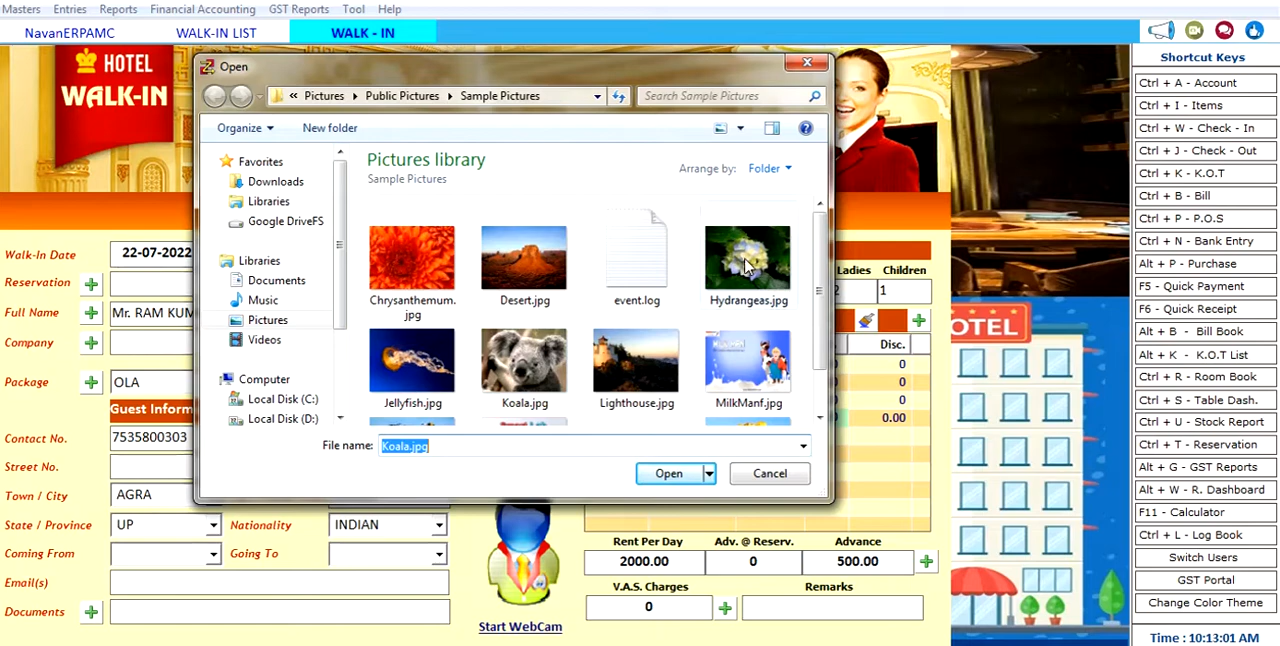 Masters Entries Reports Financial Accounting GST Reports Tool Help
NavanERPAMC WALK-IN LIST WALK - IN
HOTEL
WALK-IN
Walk-In Date 22-07-2022
Reservation
Full Name Mr. RAM KUM
Company
Package OLA
Guest Inform
Contact No. 7535800303
Street No.
Town / City AGRA
State / Province UP Nationality INDIAN
Coming From Going To
Email(s)
Documents
Open
« Pictures Public Pictures Sample Pictures Search Sample Pictures
Organize New folder
Favorites
Downloads
Libraries
Google DriveFS
Libraries
Documents
Music
Pictures
Videos
Computer
Local Disk (C:)
Local Disk (D:)
Pictures library
Sample Pictures
Arrange by: Folder
Chrysanthemum.jpg Desert.jpg event.log Hydrangeas.jpg
Jellyfish.jpg Koala.jpg Lighthouse.jpg MilkManf.jpg
File name: Koala.jpg
Open Cancel
Start WebCam
Ladies Children
2 1
Disc.
0
0
0
0.00
Rent Per Day Adv. @ Reserv. Advance
2000.00 0 500.00
V.A.S. Charges Remarks
0
OTEL
Shortcut Keys
Ctrl + A - Account
Ctrl + I - Items
Ctrl + W - Check - In
Ctrl + J - Check - Out
Ctrl + K - K.O.T
Ctrl + B - Bill
Ctrl + P - P.O.S
Ctrl + N - Bank Entry
Alt + P - Purchase
F5 - Quick Payment
F6 - Quick Receipt
Alt + B - Bill Book
Alt + K - K.O.T List
Ctrl + R - Room Book
Ctrl + S - Table Dash.
Ctrl + U - Stock Report
Ctrl + T - Reservation
Alt + G - GST Reports
Alt + W - R. Dashboard
F11 - Calculator
Ctrl + L - Log Book
Switch Users
GST Portal
Change Color Theme
Time : 10:13:01 AM